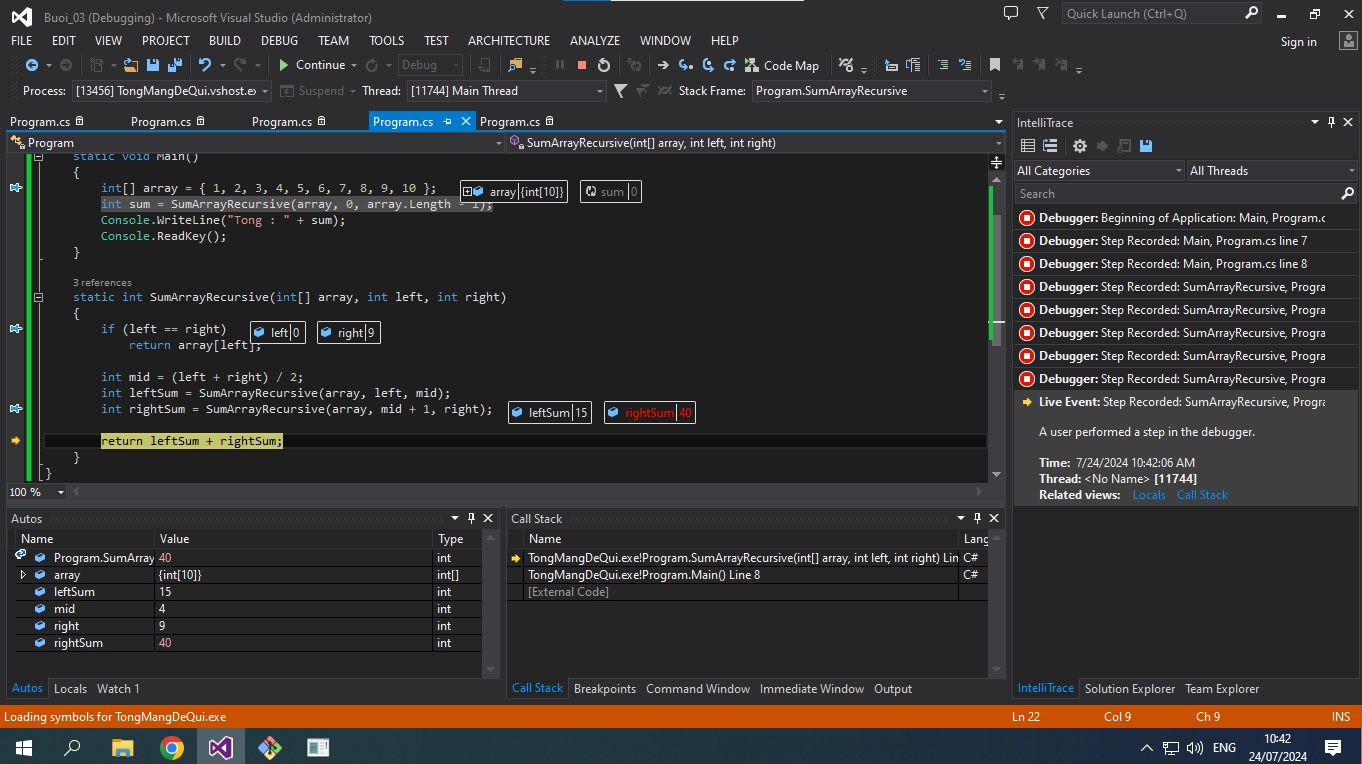 Buoi_03 (Debugging) - Microsoft Visual Studio (Administrator)
Quick Launch (Ctrl+Q)
FILE EDIT VIEW PROJECT BUILD DEBUG TEAM TOOLS TEST ARCHITECTURE ANALYZE WINDOW HELP
Sign in
Continue Debug Code Map
Process: [13456] TongMangDeQui.vshost.ex Suspend Thread: [11744] Main Thread Stack Frame: Program.SumArrayRecursive
Program.cs Program.cs Program.cs Program.cs Program.cs
Program SumArrayRecursive(int[] array, int left, int right)
static void Main()
{
int[] array = { 1, 2, 3, 4, 5, 6, 7, 8, 9, 10 }; array {int[10]} sum 0
int sum = SumArrayRecursive(array, 0, array.Length - 1);
Console.WriteLine("Tong : " + sum);
Console.ReadKey();
}
3 references
static int SumArrayRecursive(int[] array, int left, int right)
{
if (left == right) left 0 right 9
return array[left];
int mid = (left + right) / 2;
int leftSum = SumArrayRecursive(array, left, mid);
int rightSum = SumArrayRecursive(array, mid + 1, right); leftSum 15 rightSum 40
return leftSum + rightSum;
}
}
100 %
IntelliTrace
All Categories All Threads
Search
Debugger: Beginning of Application: Main, Program.c
Debugger: Step Recorded: Main, Program.cs line 7
Debugger: Step Recorded: Main, Program.cs line 8
Debugger: Step Recorded: SumArrayRecursive, Progra
Debugger: Step Recorded: SumArrayRecursive, Progra
Debugger: Step Recorded: SumArrayRecursive, Progra
Debugger: Step Recorded: SumArrayRecursive, Progra
Debugger: Step Recorded: SumArrayRecursive, Progra
Live Event: Step Recorded: SumArrayRecursive, Progra
A user performed a step in the debugger.
Time: 7/24/2024 10:42:06 AM
Thread: <No Name> [11744]
Related views: Locals Call Stack
Autos
Name Value Type
Program.SumArray 40 int
array {int[10]} int[]
leftSum 15 int
mid 4 int
right 9 int
rightSum 40 int
Autos Locals Watch 1
Call Stack
Name Lang
TongMangDeQui.exe!Program.SumArrayRecursive(int[] array, int left, int right) Lin C#
TongMangDeQui.exe!Program.Main() Line 8 C#
[External Code]
Call Stack Breakpoints Command Window Immediate Window Output
IntelliTrace Solution Explorer Team Explorer
Loading symbols for TongMangDeQui.exe Ln 22 Col 9 Ch 9 INS
ENG
10:42
24/07/2024